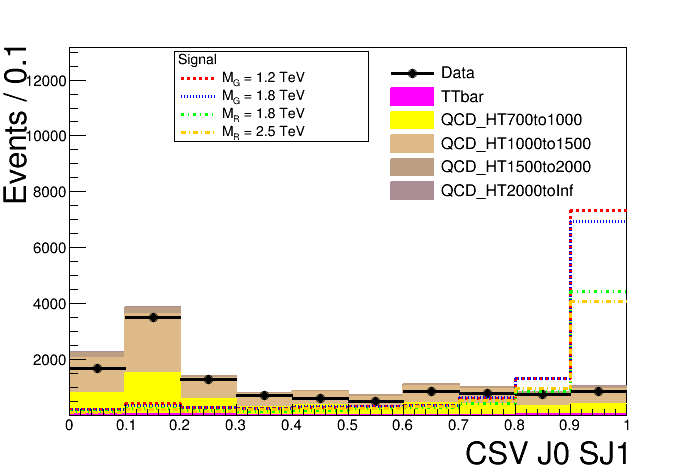 Events / 0.1
12000
10000
8000
6000
4000
2000
Signal
M_G = 1.2 TeV
M_G = 1.8 TeV
M_R = 1.8 TeV
M_R = 2.5 TeV
Data
TTbar
QCD_HT700to1000
QCD_HT1000to1500
QCD_HT1500to2000
QCD_HT2000toInf
0 0.1 0.2 0.3 0.4 0.5 0.6 0.7 0.8 0.9 1
CSV J0 SJ1